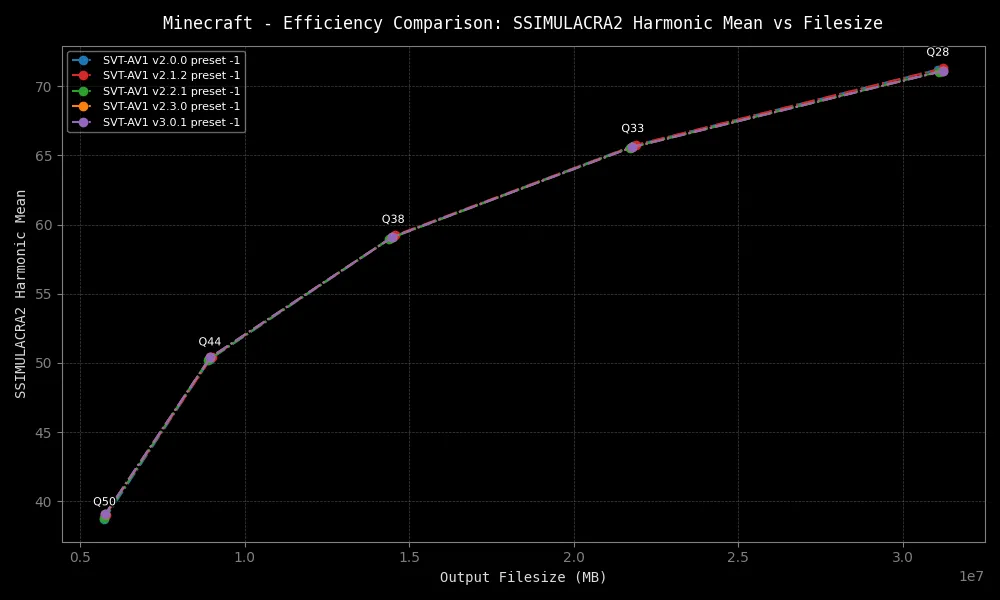 Minecraft - Efficiency Comparison: SSIMULACRA2 Harmonic Mean vs Filesize
SVT-AV1 v2.0.0 preset -1
SVT-AV1 v2.1.2 preset -1
SVT-AV1 v2.2.1 preset -1
SVT-AV1 v2.3.0 preset -1
SVT-AV1 v3.0.1 preset -1
Q28
Q33
Q38
Q44
Q50
SSIMULACRA2 Harmonic Mean
70
65
60
55
50
45
40
0.5 1.0 1.5 2.0 2.5 3.0
1e7
Output Filesize (MB)